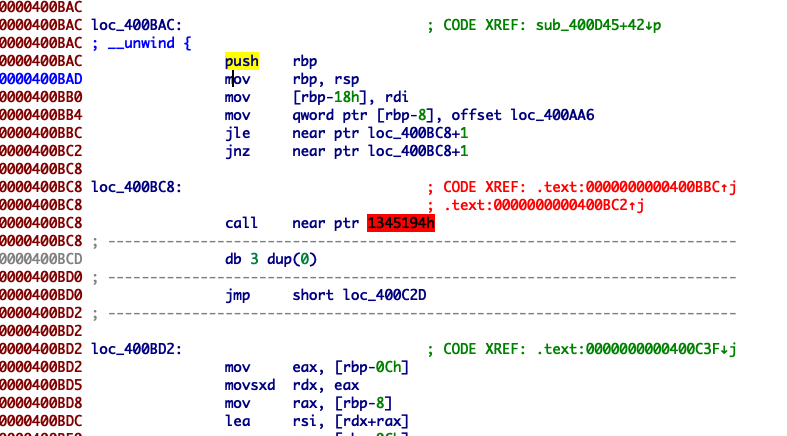 0000400BAC
0000400BAC loc_400BAC: ; CODE XREF: sub_400D45+42↓p
0000400BAC ; __unwind {
0000400BAC push rbp
0000400BAD mov rbp, rsp
0000400BB0 mov [rbp-18h], rdi
0000400BB4 mov qword ptr [rbp-8], offset loc_400AA6
0000400BBC jle near ptr loc_400BC8+1
0000400BC2 jnz near ptr loc_400BC8+1
0000400BC8
0000400BC8 loc_400BC8: ; CODE XREF: .text:0000000000400BBC↑j
0000400BC8 ; .text:0000000000400BC2↑j
0000400BC8 call near ptr 1345194h
0000400BC8 ; ---------------------------------------------------------------------------
0000400BCD db 3 dup(0)
0000400BD0 ; ---------------------------------------------------------------------------
0000400BD0 jmp short loc_400C2D
0000400BD2 ; ---------------------------------------------------------------------------
0000400BD2
0000400BD2 loc_400BD2: ; CODE XREF: .text:0000000000400C3F↓j
0000400BD2 mov eax, [rbp-0Ch]
0000400BD5 movsxd rdx, eax
0000400BD8 mov rax, [rbp-8]
0000400BDC lea rsi, [rdx+rax]